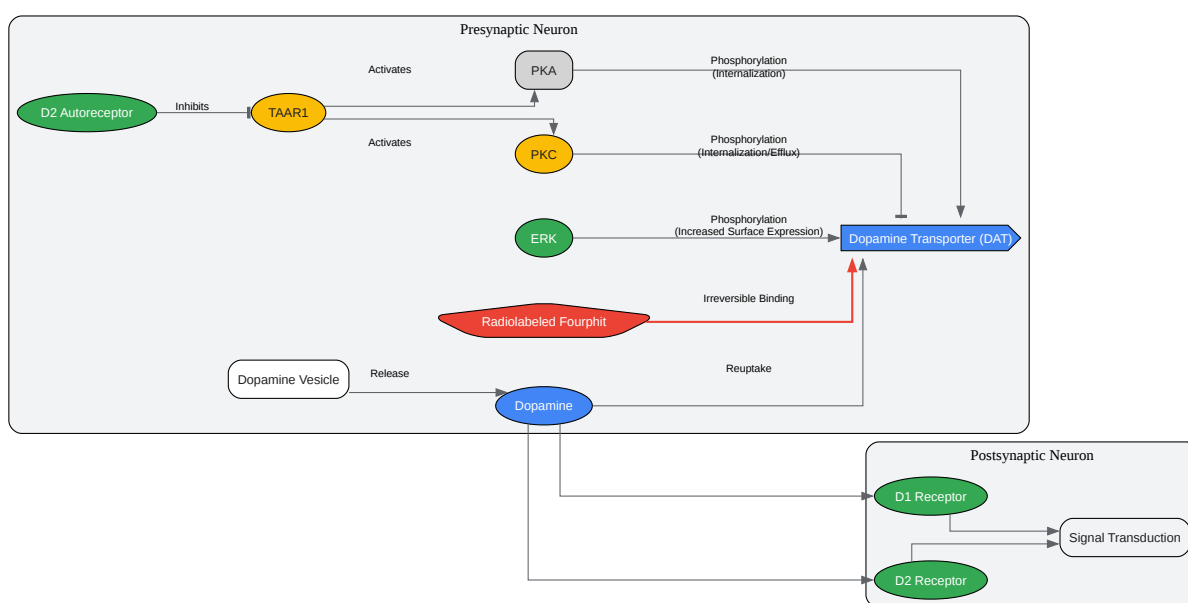 Presynaptic Neuron
Activates
PKA
Phosphorylation
(Internalization)
D2 Autoreceptor
Inhibits
TAAR1
Activates
PKC
Phosphorylation
(Internalization/Efflux)
ERK
Phosphorylation
(Increased Surface Expression)
Dopamine Transporter (DAT)
Radiolabeled Fourphit
Irreversible Binding
Dopamine Vesicle
Release
Dopamine
Reuptake
Postsynaptic Neuron
D1 Receptor
Signal Transduction
D2 Receptor